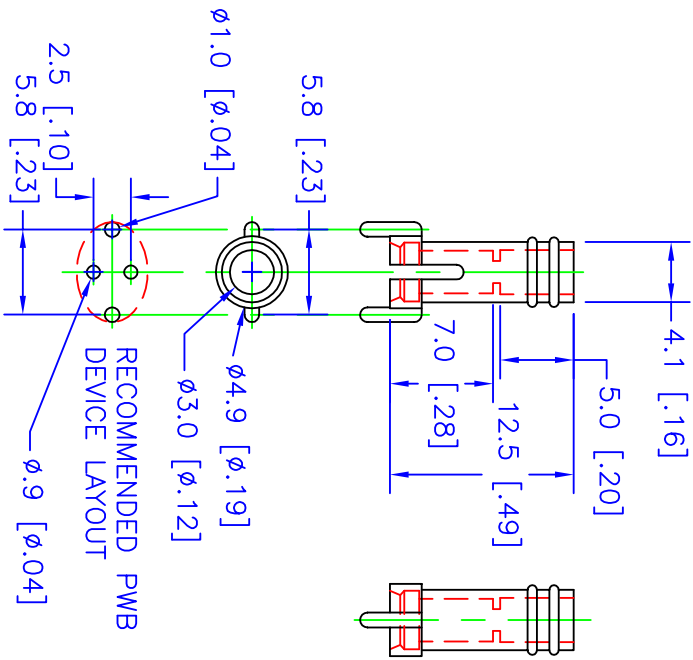 4.1 [.16]
5.0 [.20]
12.5 [.49]
7.0 [.28]
5.8 [.23]
ø4.9 [ø.19]
ø3.0 [ø.12]
ø1.0 [ø.04]
2.5 [.10]
5.8 [.23]
RECOMMENDED PWB
DEVICE LAYOUT
ø.9 [ø.04]